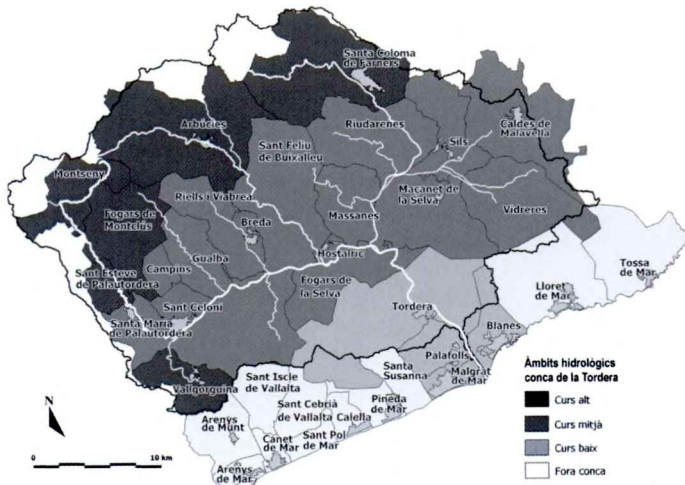 Santa Coloma
de Farners
Arbúcies
Riudarenes
Sils
Caldes de
Malavella
Sant Feliu
de Buixalleu
Montseny
Riells i Viabrea
Maçanet de
la Selva
Fogars de
Montclús
Breda
Massanes
Vidreres
Gualba
Hostalric
Campins
Sant Esteve
de Palautordera
Fogars de
la Selva
Tossa
de Mar
Lloret
de Mar
Sant Celoni
Tordera
Santa Maria
de Palautordera
Blanes
Palafolls
Malgrat
de Mar
Vallgorguina
Sant Iscle
de Vallalta
Santa
Susanna
Sant Cebrià
de Vallalta
Calella
Pineda
de Mar
Arenys
de Munt
Canet
de Mar
Sant Pol
de Mar
Arenys
de Mar
N
0
10 km
Àmbits hidrològics
conca de la Tordera
Curs alt
Curs mitjà
Curs baix
Fora conca